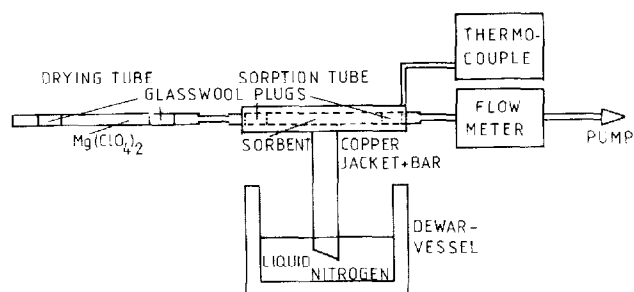 THERMO-
COUPLE
DRYING TUBE
SORPTION TUBE
GLASSWOOL PLUGS
FLOW
METER
Mg(ClO4)2
SORBENT
COPPER
JACKET+BAR
PUMP
DEWAR-
VESSEL
LIQUID
NITROGEN